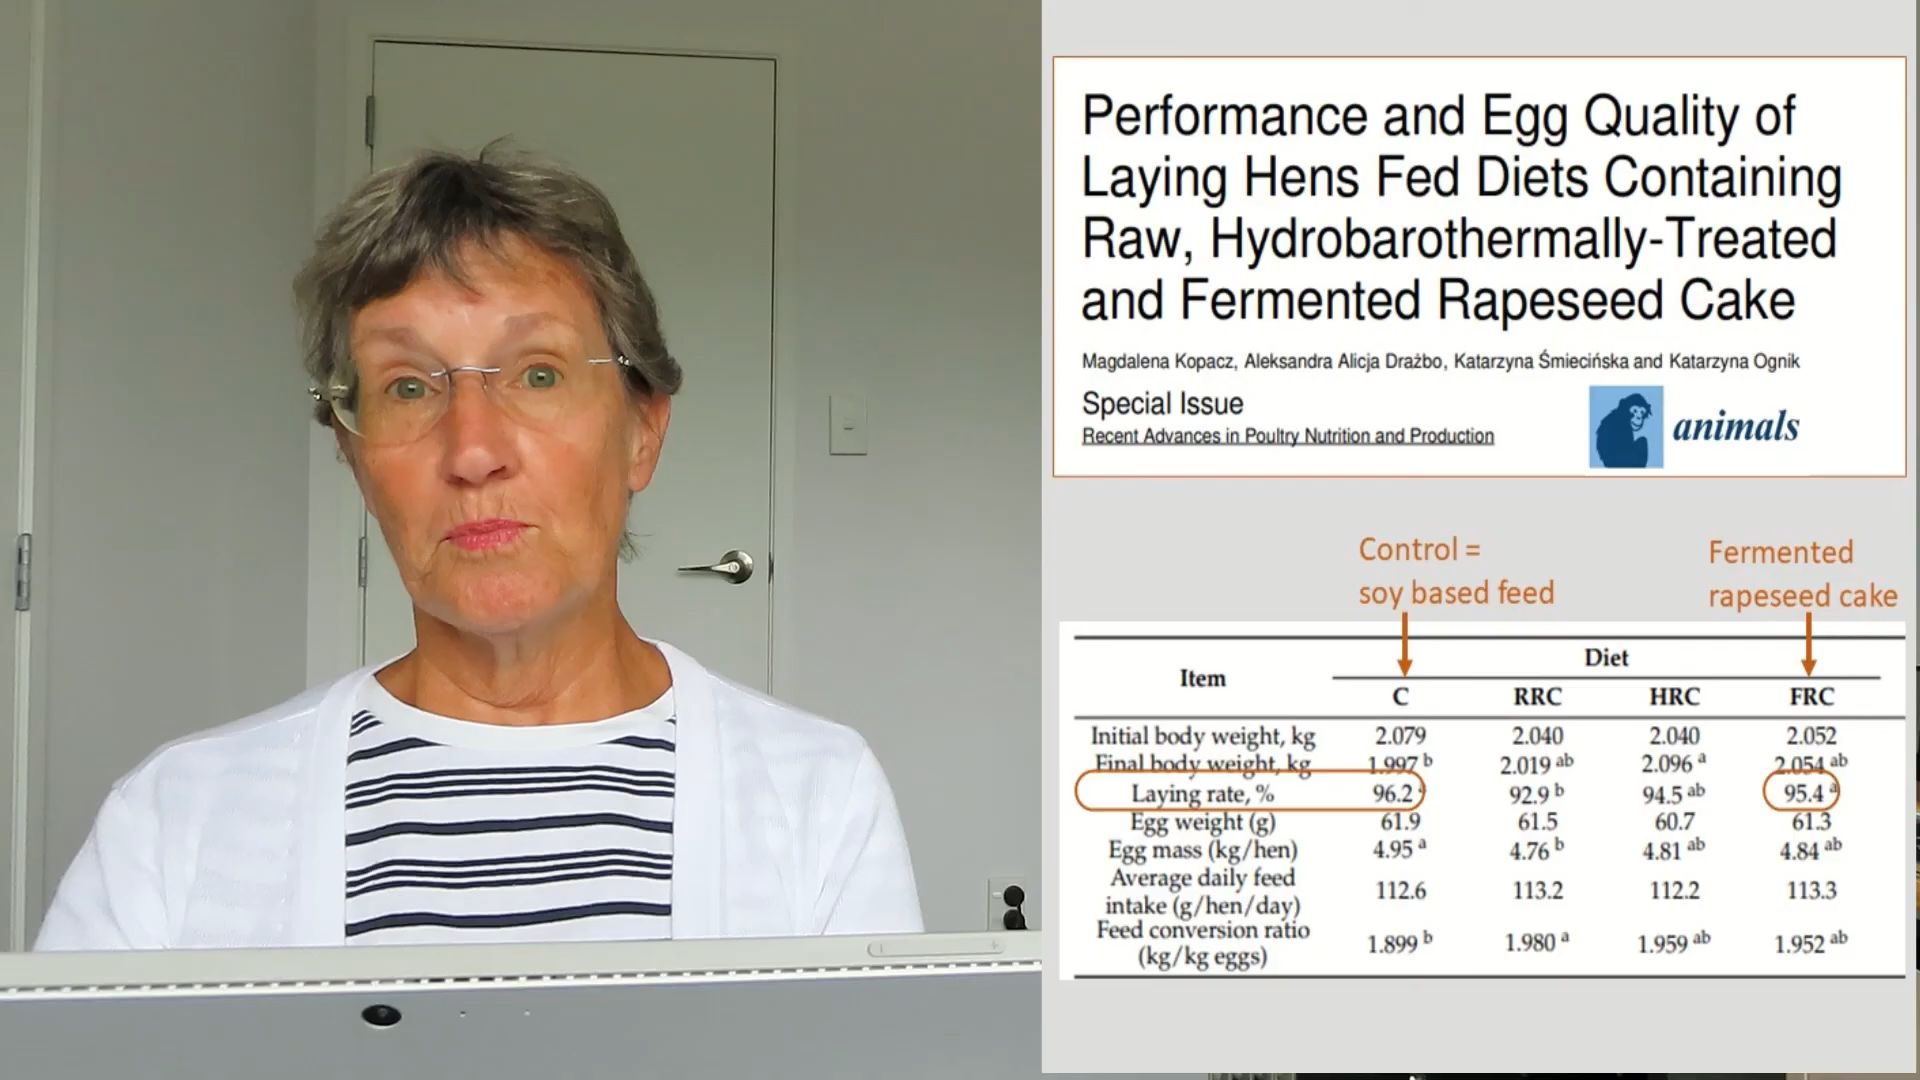 Performance and Egg Quality of
Laying Hens Fed Diets Containing
Raw, Hydrobarothermally-Treated
and Fermented Rapeseed Cake
Magdalena Kopacz, Aleksandra Alicja Drażbo, Katarzyna Śmiecińska and Katarzyna Ognik
Special Issue
Recent Advances in Poultry Nutrition and Production
animals
Control =
soy based feed
Fermented
rapeseed cake
Item Diet
C RRC HRC FRC
Initial body weight, kg 2.079 2.040 2.040 2.052
Final body weight, kg 1.997 b 2.019 ab 2.096 a 2.054 ab
Laying rate, % 96.2 92.9 b 94.5 ab 95.4 a
Egg weight (g) 61.9 61.5 60.7 61.3
Egg mass (kg/hen) 4.95 a 4.76 b 4.81 ab 4.84 ab
Average daily feed
intake (g/hen/day) 112.6 113.2 112.2 113.3
Feed conversion ratio
(kg/kg eggs) 1.899 b 1.980 a 1.959 ab 1.952 ab